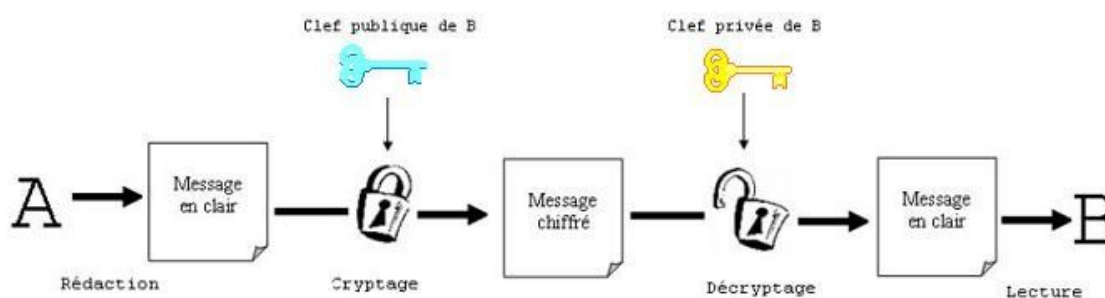 Clef publique de B
Clef privée de B
A
Message
en clair
Message
chiffré
Message
en clair
B
Rédaction
Cryptage
Décryptage
Lecture